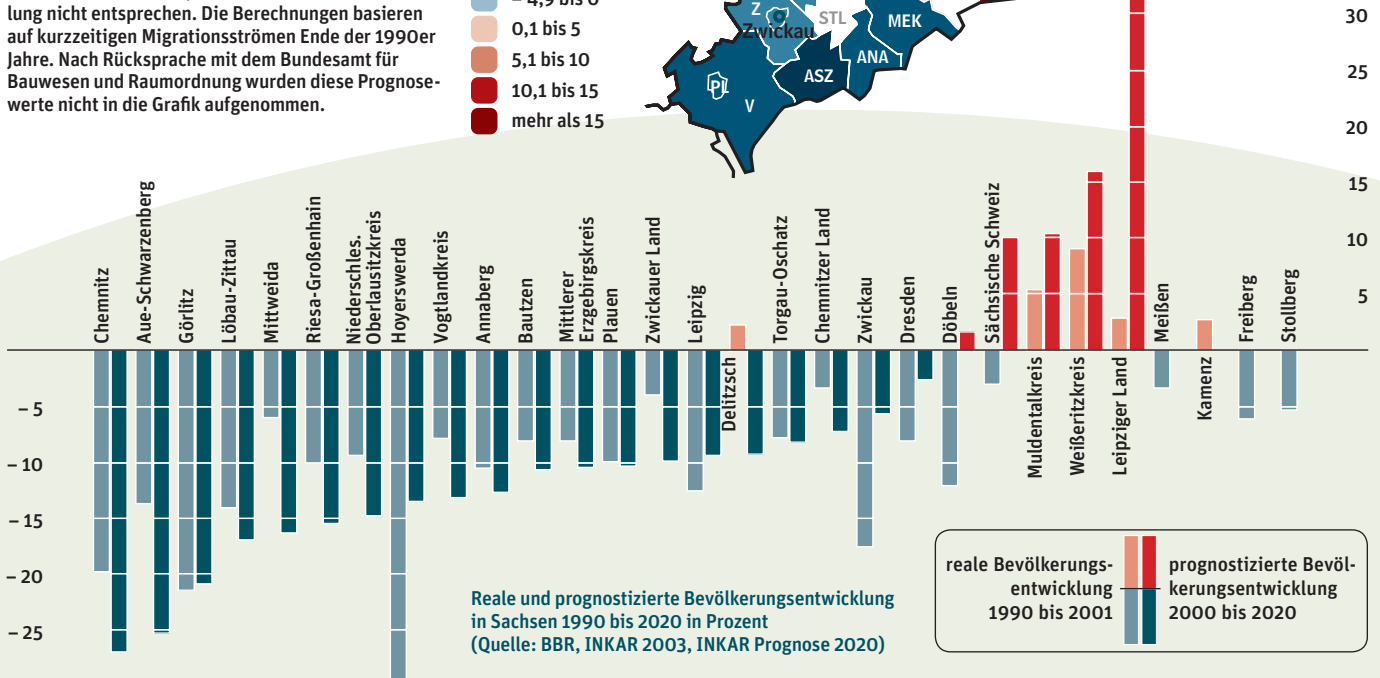 lung nicht entsprechen. Die Berechnungen basieren
auf kurzzeitigen Migrationsströmen Ende der 1990er
Jahre. Nach Rücksprache mit dem Bundesamt für
Bauwesen und Raumordnung wurden diese Prognose-
werte nicht in die Grafik aufgenommen.
– 4,9 bis 0
0,1 bis 5
5,1 bis 10
10,1 bis 15
mehr als 15
Z
Zwickau
STL
MEK
ANA
ASZ
PL
V
30
25
20
15
10
5
Chemnitz
Aue-Schwarzenberg
Görlitz
Löbau-Zittau
Mittweida
Riesa-Großenhain
Niederschles.
Oberlausitzkreis
Hoyerswerda
Vogtlandkreis
Annaberg
Bautzen
Mittlerer
Erzgebirgskreis
Plauen
Zwickauer Land
Leipzig
Delitzsch
Torgau-Oschatz
Chemnitzer Land
Zwickau
Dresden
Döbeln
Sächsische Schweiz
Muldentalkreis
Weißeritzkreis
Leipziger Land
Meißen
Kamenz
Freiberg
Stollberg
– 5
– 10
– 15
– 20
– 25
Reale und prognostizierte Bevölkerungsentwicklung
in Sachsen 1990 bis 2020 in Prozent
(Quelle: BBR, INKAR 2003, INKAR Prognose 2020)
reale Bevölkerungs-
entwicklung
1990 bis 2001
prognostizierte Bevöl-
kerungsentwicklung
2000 bis 2020